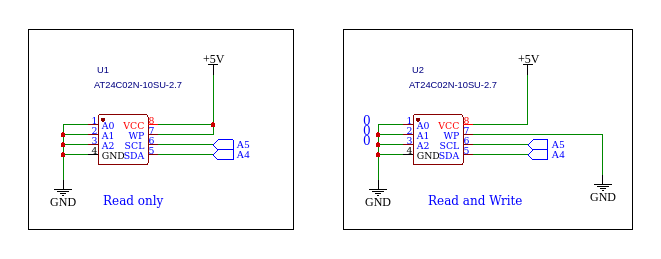 +5V
U1
AT24C02N-10SU-2.7
1 A0 VCC 8
2 A1 WP 7
3 A2 SCL 6 A5
4 GND SDA 5 A4
GND
Read only
+5V
U2
AT24C02N-10SU-2.7
0 1 A0 VCC 8
0 2 A1 WP 7
0 3 A2 SCL 6 A5
4 GND SDA 5 A4
GND
GND
Read and Write